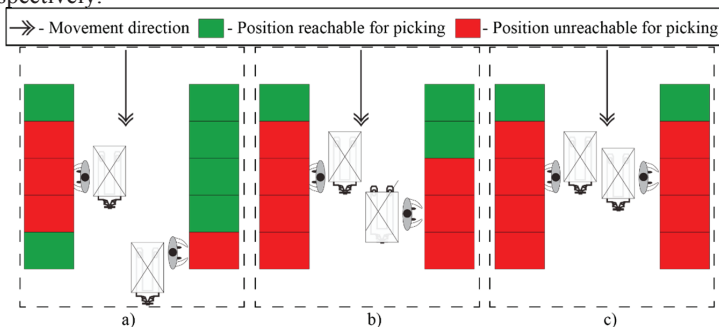 - Movement direction - Position reachable for picking - Position unreachable for picking
a) b) c)